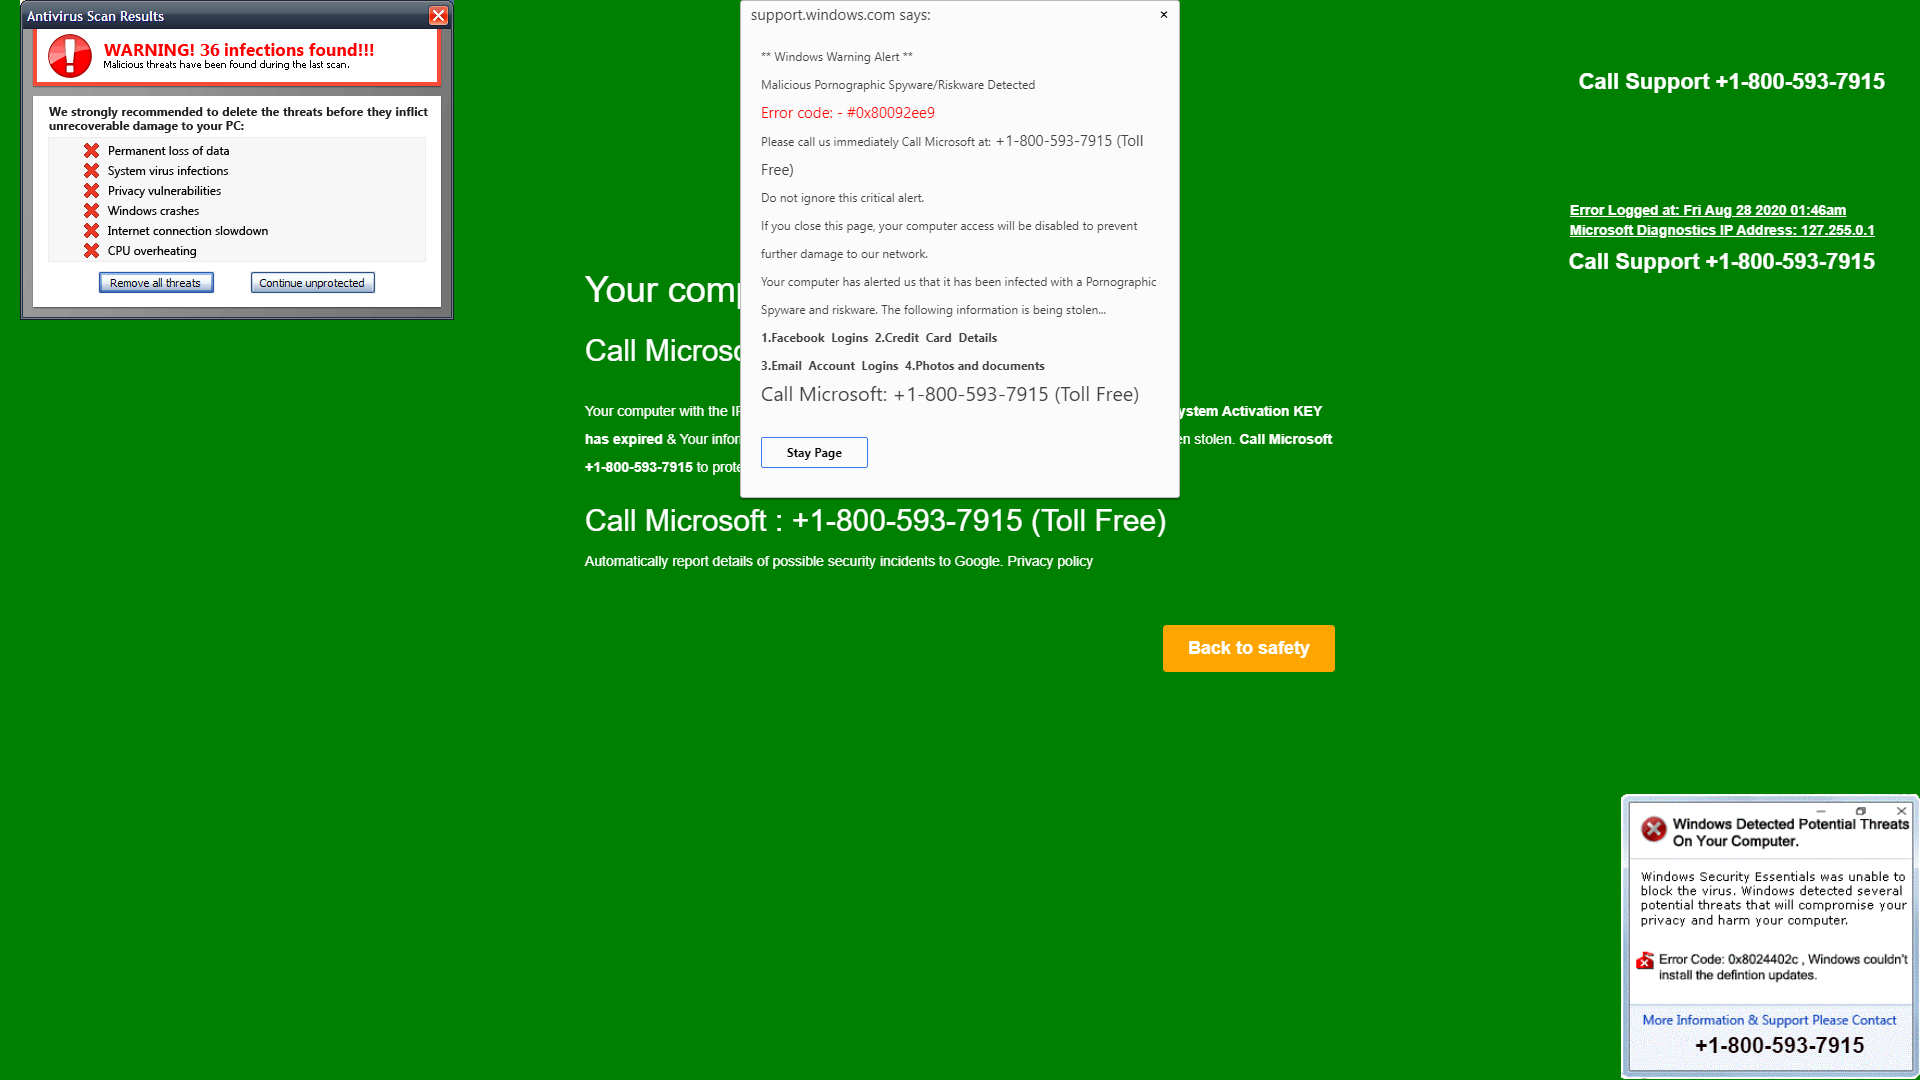 Antivirus Scan Results
WARNING! 36 infections found!!!
Malicious threats have been found during the last scan.
We strongly recommended to delete the threats before they inflict
unrecoverable damage to your PC:
Permanent loss of data
System virus infections
Privacy vulnerabilities
Windows crashes
Internet connection slowdown
CPU overheating
Remove all threats
Continue unprotected
support.windows.com says:
** Windows Warning Alert **
Malicious Pornographic Spyware/Riskware Detected
Error code: - #0x80092ee9
Please call us immediately Call Microsoft at: +1-800-593-7915 (Toll
Free)
Do not ignore this critical alert.
If you close this page, your computer access will be disabled to prevent
further damage to our network.
Your computer has alerted us that it has been infected with a Pornographic
Spyware and riskware. The following information is being stolen...
1.Facebook Logins 2.Credit Card Details
3.Email Account Logins 4.Photos and documents
Call Microsoft: +1-800-593-7915 (Toll Free)
Stay Page
Call Support +1-800-593-7915
Error Logged at: Fri Aug 28 2020 01:46am
Microsoft Diagnostics IP Address: 127.255.0.1
Call Support +1-800-593-7915
Your
Call
Your computer with the Activation KEY
has expired & Your stolen. Call Microsoft
+1-800-593-7915 to
Call Microsoft : +1-800-593-7915 (Toll Free)
Automatically report details of possible security incidents to Google. Privacy policy
Back to safety
Windows Detected Potential Threats
On Your Computer.
Windows Security Essentials was unable to
block the virus. Windows detected several
potential threats that will compromise your
privacy and harm your computer.
Error Code: 0x8024402c , Windows couldn't
install the defintion updates.
More Information & Support Please Contact
+1-800-593-7915